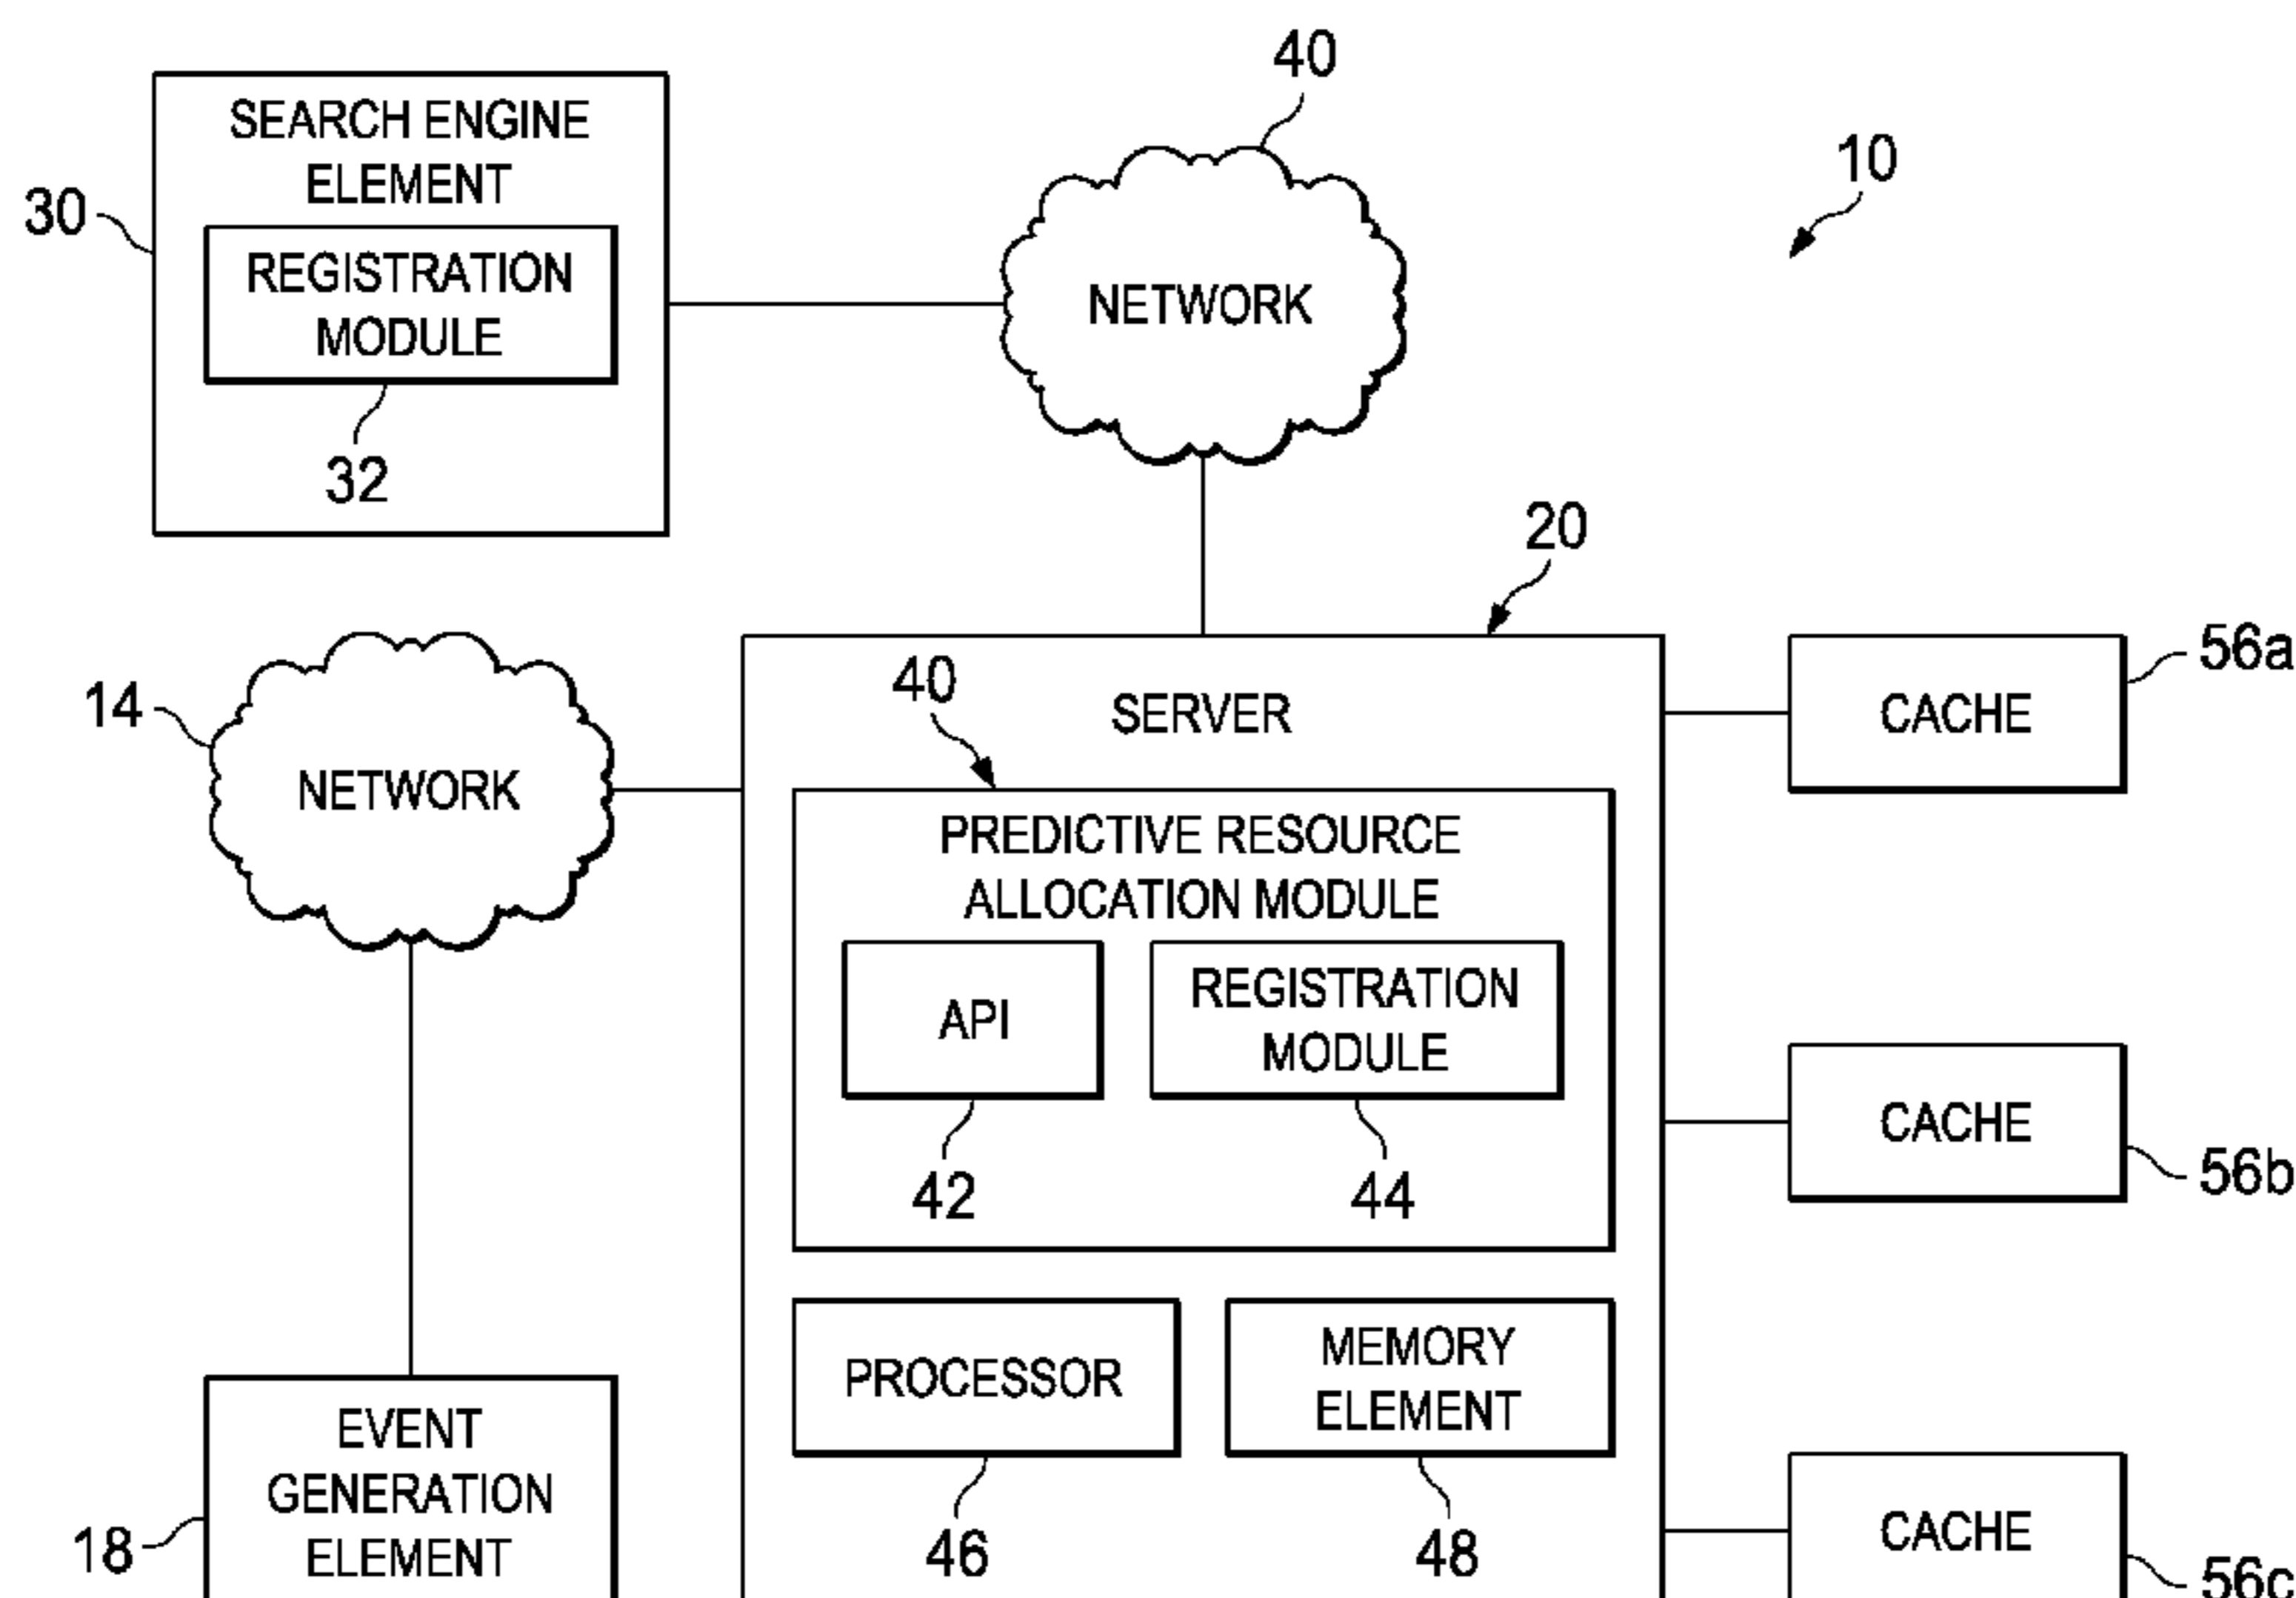 40
SEARCH ENGINE
ELEMENT
10
30
REGISTRATION
MODULE
NETWORK
32
20
56a
14
40
SERVER
CACHE
NETWORK
PREDICTIVE RESOURCE
ALLOCATION MODULE
API
REGISTRATION
MODULE
CACHE
56b
42
44
PROCESSOR
MEMORY
ELEMENT
EVENT
GENERATION
ELEMENT
18
46
48
CACHE
56c